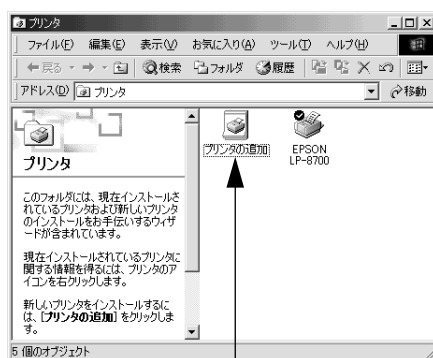 プリンタ
ファイル(F) 編集(E) 表示(V) お気に入り(A) ツール(T) ヘルプ(H)
戻る 検索 フォルダ 履歴
アドレス(D) プリンタ 移動
プリンタ
このフォルダには、現在インストールさ
れているプリンタおよび新しいプリンタ
のインストールをお手伝いするウィザ
ードが含まれています。
現在インストールされているプリンタに
関する情報を得るには、プリンタのア
イコンを右クリックします。
新しいプリンタをインストールするに
は、[プリンタの追加] をクリックしま
す。
プリンタの追加
EPSON
LP-8700
5 個のオブジェクト